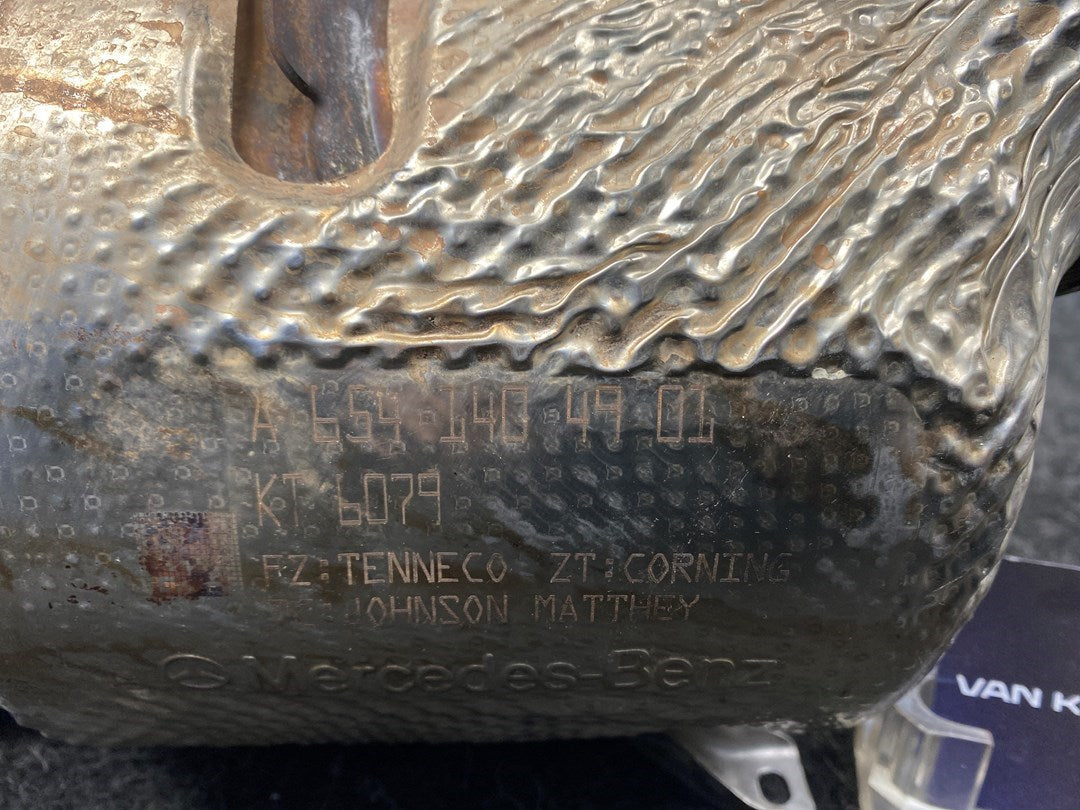 A 654 140 49 01
KT 6079
FZ:TENNECO ZT:CORNING
JOHNSON MATTHEY
Mercedes-Benz
VAN K